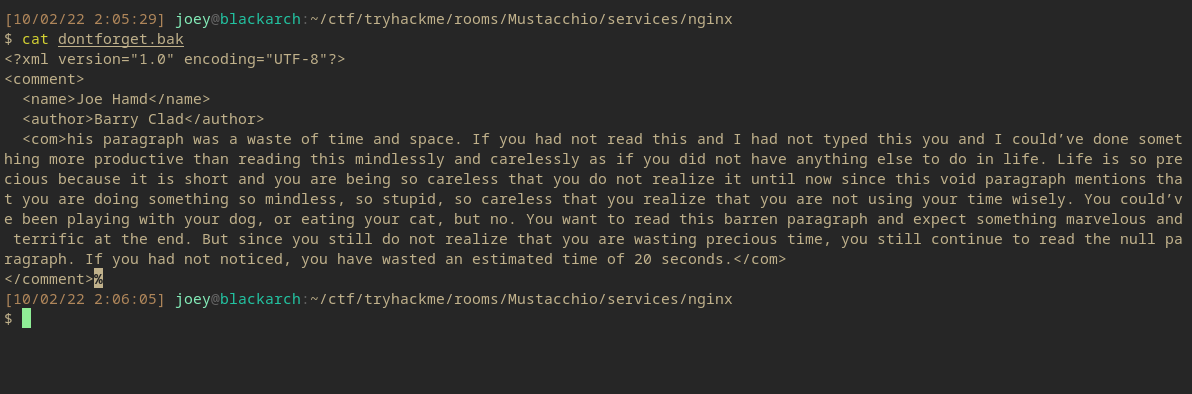 [10/02/22 2:05:29] joey@blackarch:~/ctf/tryhackme/rooms/Mustacchio/services/nginx
$ cat dontforget.bak
<?xml version="1.0" encoding="UTF-8"?>
<comment>
  <name>Joe Hamd</name>
  <author>Barry Clad</author>
  <com>his paragraph was a waste of time and space. If you had not read this and I had not typed this you and I could’ve done somet
hing more productive than reading this mindlessly and carelessly as if you did not have anything else to do in life. Life is so pre
cious because it is short and you are being so careless that you do not realize it until now since this void paragraph mentions tha
t you are doing something so mindless, so stupid, so careless that you realize that you are not using your time wisely. You could’v
e been playing with your dog, or eating your cat, but no. You want to read this barren paragraph and expect something marvelous and
 terrific at the end. But since you still do not realize that you are wasting precious time, you still continue to read the null pa
ragraph. If you had not noticed, you have wasted an estimated time of 20 seconds.</com>
</comment>%
[10/02/22 2:06:05] joey@blackarch:~/ctf/tryhackme/rooms/Mustacchio/services/nginx
$